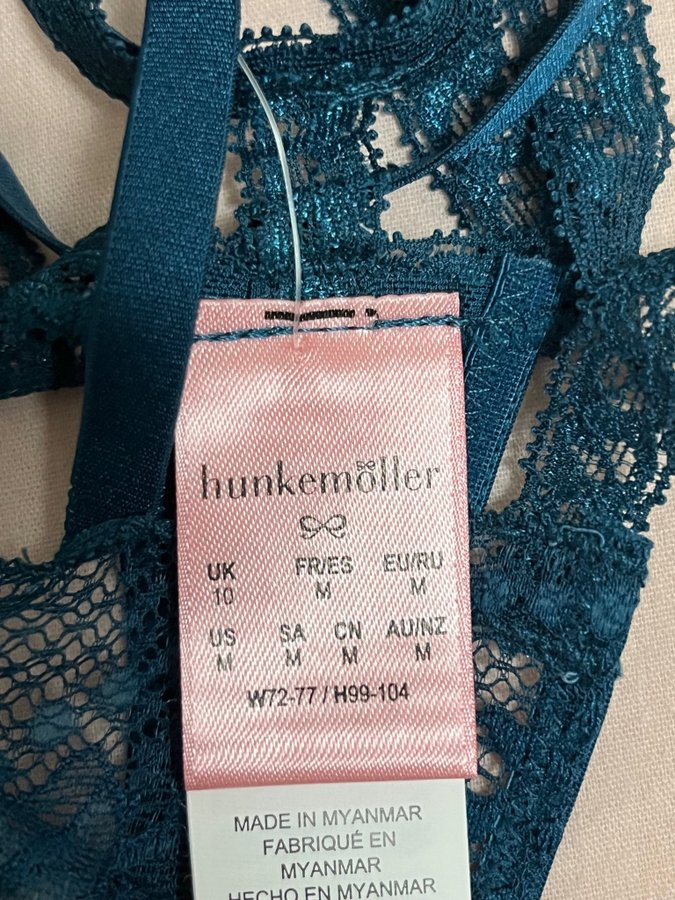 hunkemöller
UK FR/ES EU/RU
10 M M
US SA CN AU/NZ
M M M M
W72-77 / H99-104
MADE IN MYANMAR
FABRIQUÉ EN
MYANMAR
HECHO EN MYANMAR